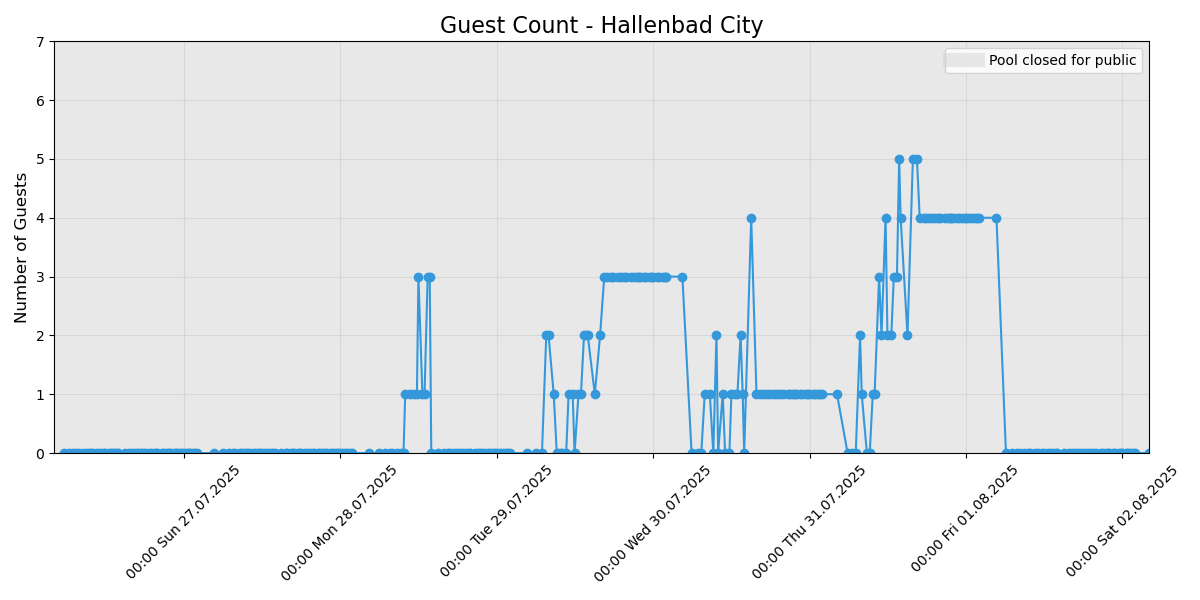 Guest Count - Hallenbad City
Pool closed for public
Number of Guests
7
6
5
4
3
2
1
0
00:00 Sun 27.07.2025
00:00 Mon 28.07.2025
00:00 Tue 29.07.2025
00:00 Wed 30.07.2025
00:00 Thu 31.07.2025
00:00 Fri 01.08.2025
00:00 Sat 02.08.2025